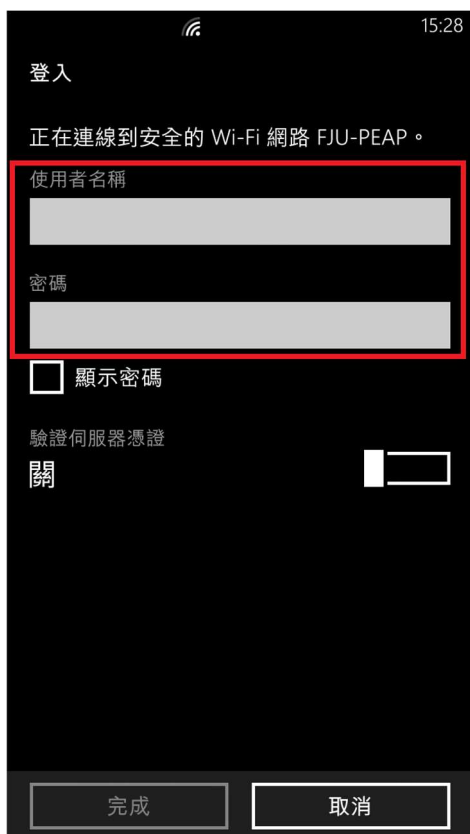 15:28
登入
正在連線到安全的 Wi-Fi 網路 FJU-PEAP。
使用者名稱
密碼
顯示密碼
驗證伺服器憑證
關
完成
取消